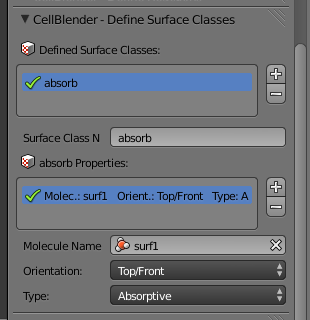 CellBlender - Define Surface Classes
Defined Surface Classes:
absorb
Surface Class N absorb
absorb Properties:
Molec.: surf1 Orient.: Top/Front Type: A
Molecule Name surf1
Orientation: Top/Front
Type: Absorptive